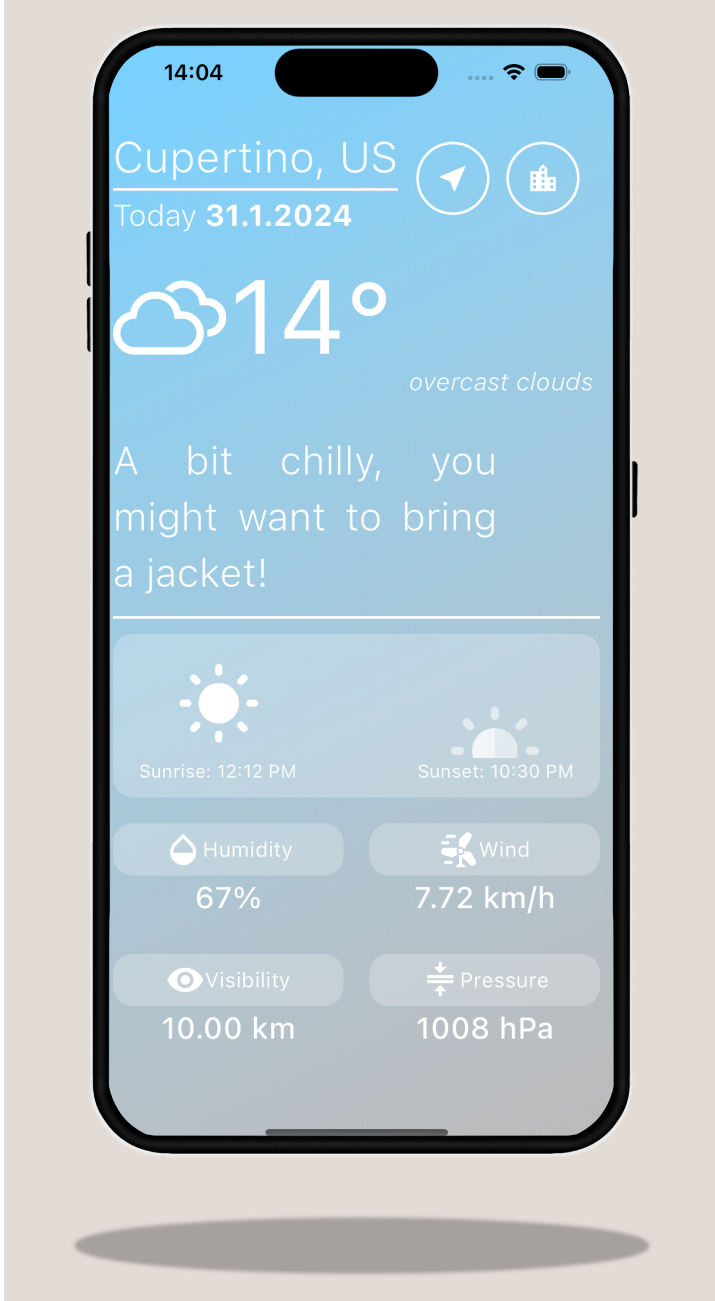 14:04
Cupertino, US
Today 31.1.2024
14°
overcast clouds
A bit chilly, you
might want to bring
a jacket!
Sunrise: 12:12 PM
Sunset: 10:30 PM
Humidity
Wind
67%
7.72 km/h
Visibility
Pressure
10.00 km
1008 hPa